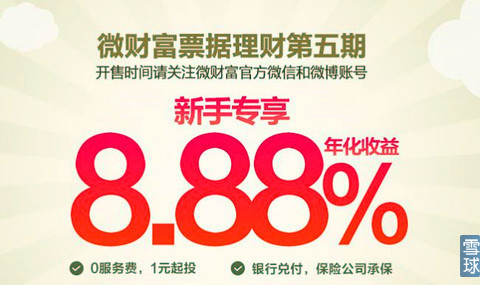 微财富票据理财第五期
开售时间请关注微财富官方微信和微博账号
新手专享
年化收益
8.88%
0服务费，1元起投
银行兑付，保险公司承保
雪球